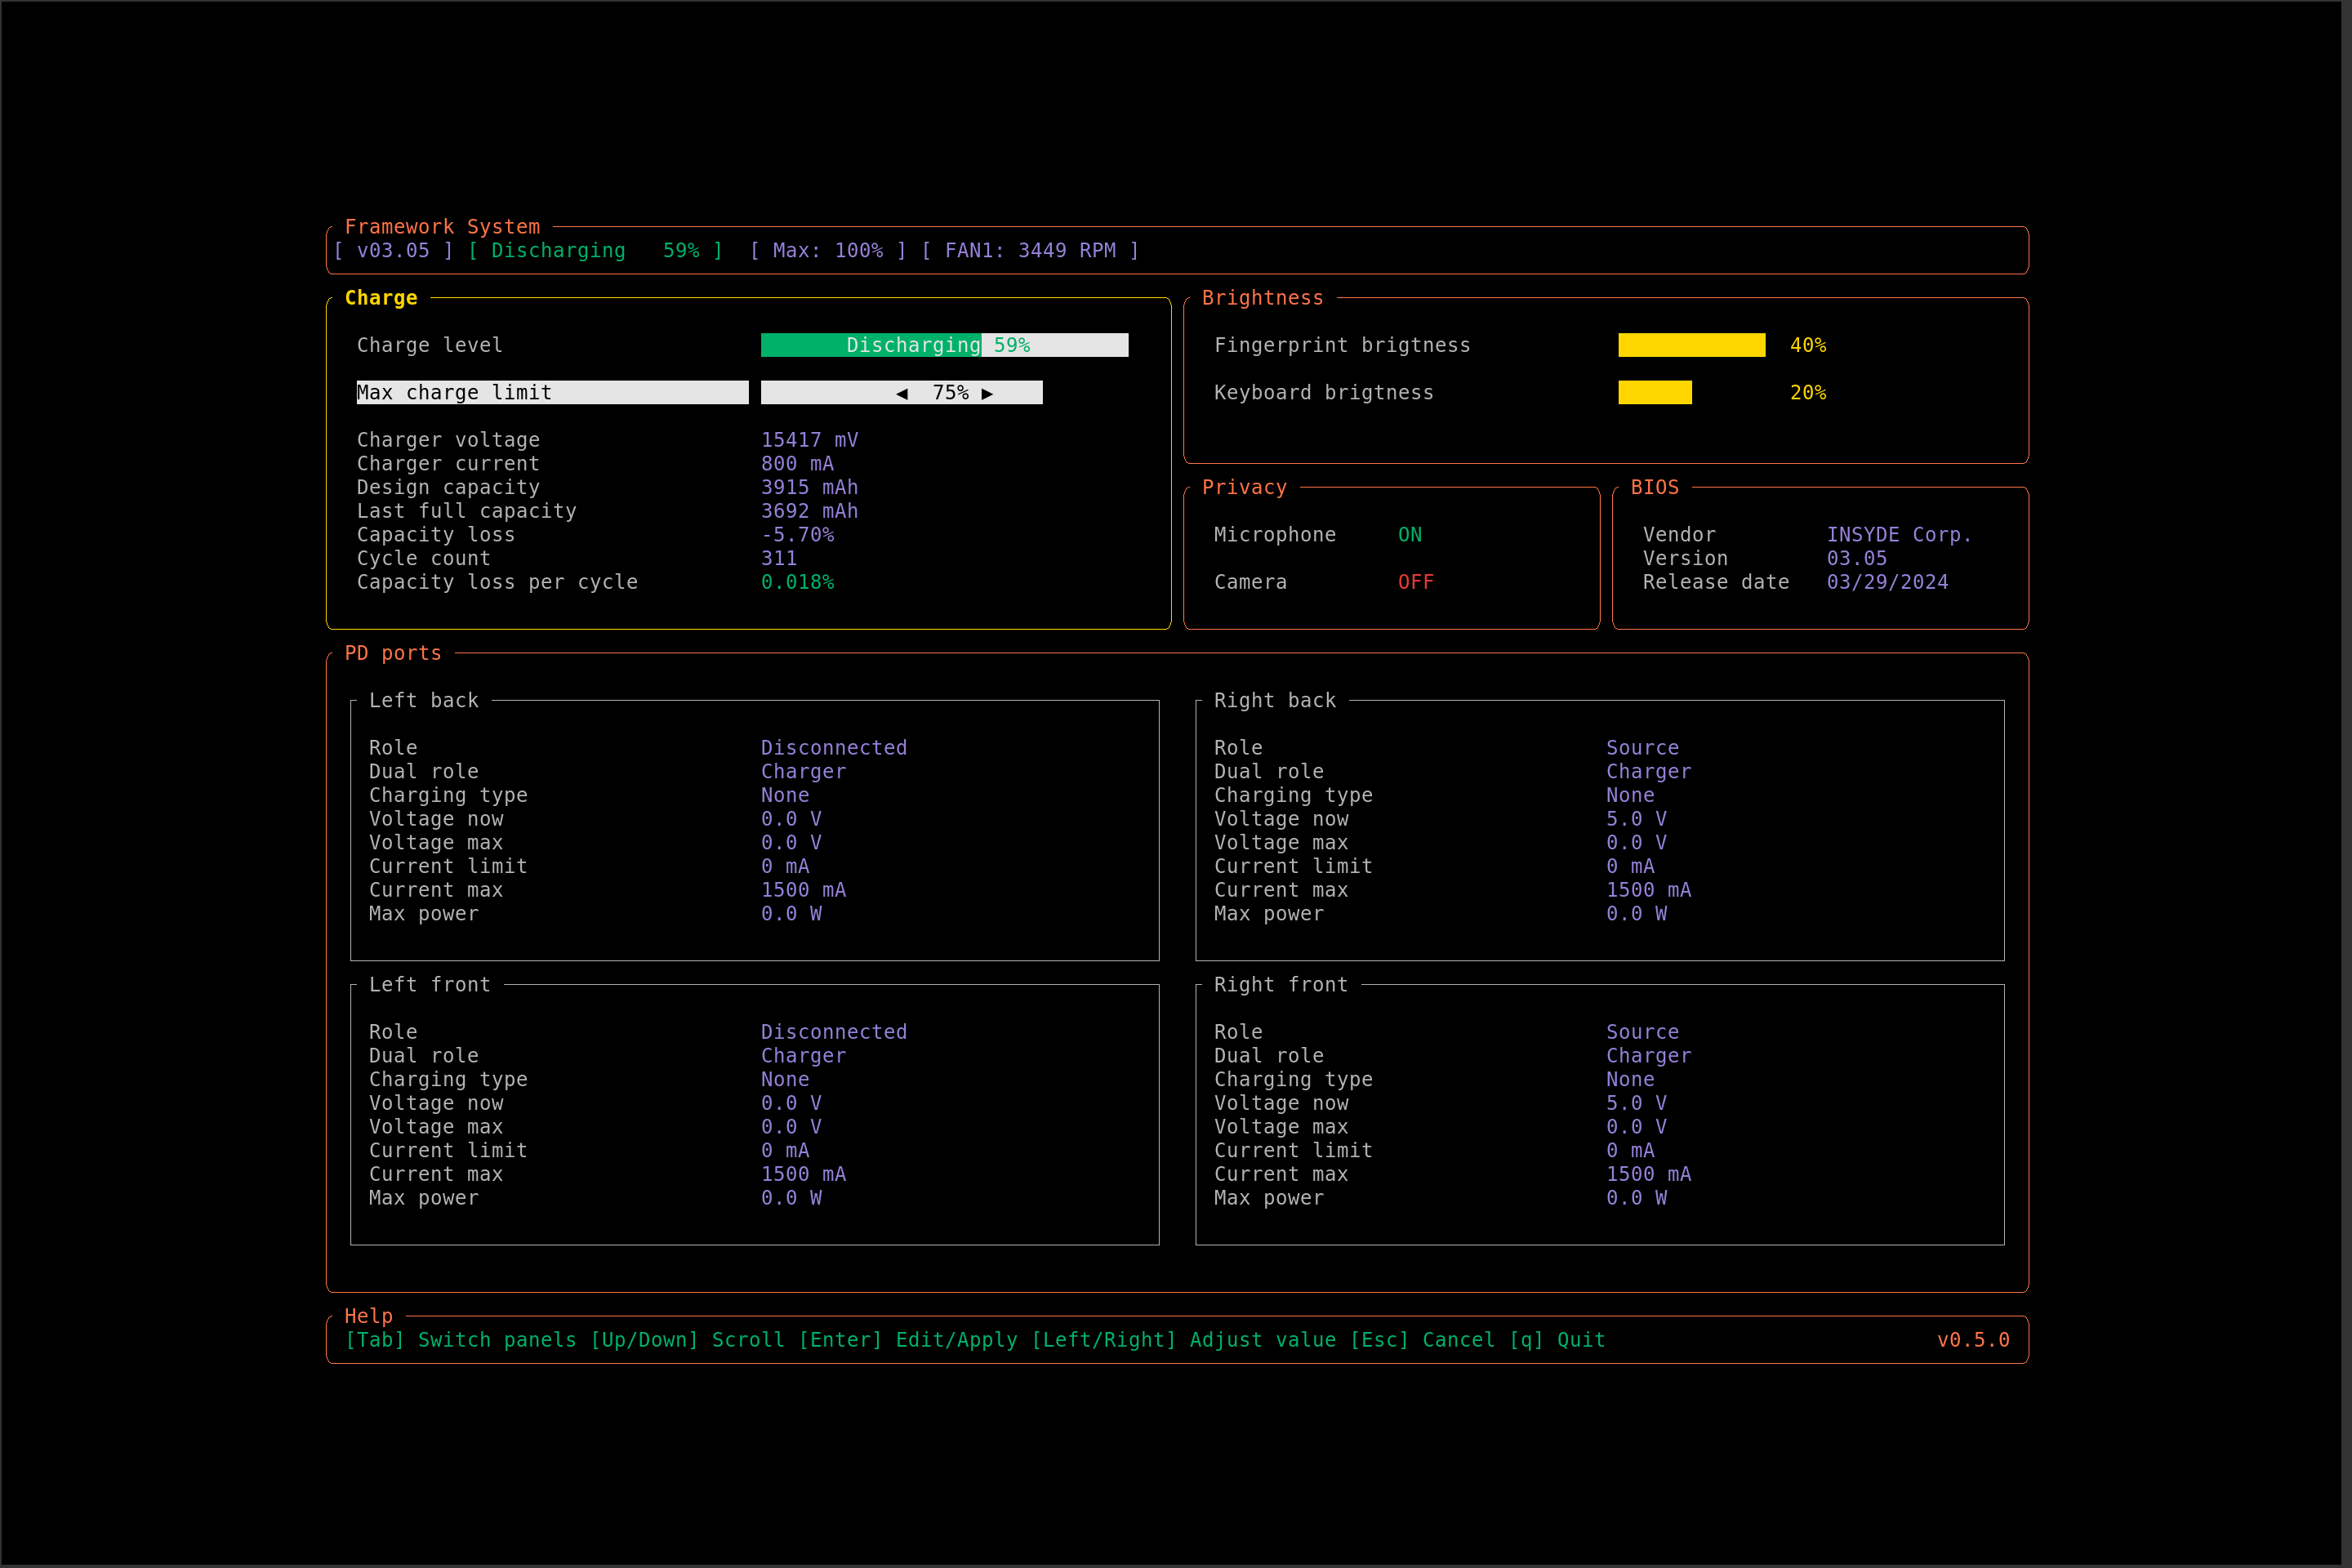 Framework System
[ v03.05 ] [ Discharging   59% ]  [ Max: 100% ] [ FAN1: 3449 RPM ]
Charge
Charge level Discharging 59%
Max charge limit ◀  75% ▶
Charger voltage 15417 mV
Charger current 800 mA
Design capacity 3915 mAh
Last full capacity 3692 mAh
Capacity loss -5.70%
Cycle count 311
Capacity loss per cycle 0.018%
Brightness
Fingerprint brigtness 40%
Keyboard brigtness 20%
Privacy
Microphone ON
Camera OFF
BIOS
Vendor INSYDE Corp.
Version 03.05
Release date 03/29/2024
PD ports
Left back
Role Disconnected
Dual role Charger
Charging type None
Voltage now 0.0 V
Voltage max 0.0 V
Current limit 0 mA
Current max 1500 mA
Max power 0.0 W
Right back
Role Source
Dual role Charger
Charging type None
Voltage now 5.0 V
Voltage max 0.0 V
Current limit 0 mA
Current max 1500 mA
Max power 0.0 W
Left front
Role Disconnected
Dual role Charger
Charging type None
Voltage now 0.0 V
Voltage max 0.0 V
Current limit 0 mA
Current max 1500 mA
Max power 0.0 W
Right front
Role Source
Dual role Charger
Charging type None
Voltage now 5.0 V
Voltage max 0.0 V
Current limit 0 mA
Current max 1500 mA
Max power 0.0 W
Help
[Tab] Switch panels [Up/Down] Scroll [Enter] Edit/Apply [Left/Right] Adjust value [Esc] Cancel [q] Quit v0.5.0